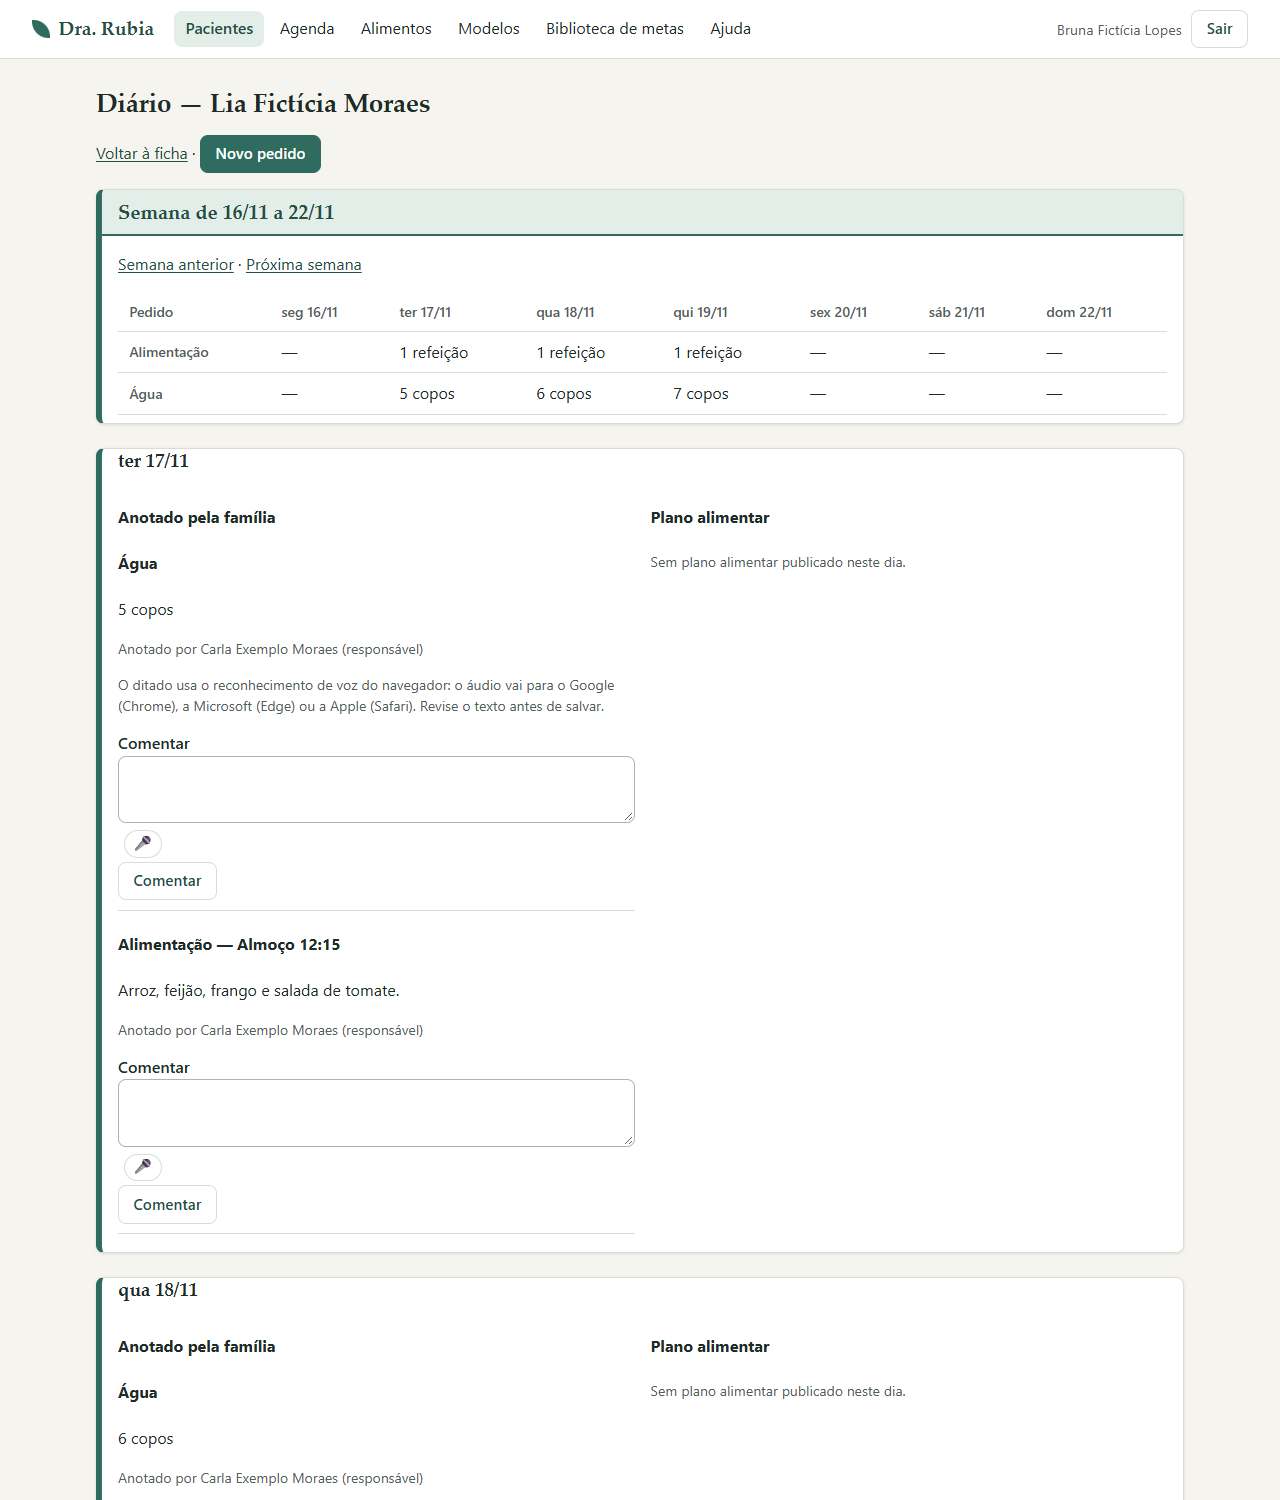 Dra. Rubia Pacientes Agenda Alimentos Modelos Biblioteca de metas Ajuda Bruna Fictícia Lopes Sair
Diário — Lia Fictícia Moraes
Voltar à ficha · Novo pedido
Semana de 16/11 a 22/11
Semana anterior · Próxima semana
Pedido seg 16/11 ter 17/11 qua 18/11 qui 19/11 sex 20/11 sáb 21/11 dom 22/11
Alimentação — 1 refeição 1 refeição 1 refeição — — —
Água — 5 copos 6 copos 7 copos — — —
ter 17/11
Anotado pela família
Água
5 copos
Anotado por Carla Exemplo Moraes (responsável)
O ditado usa o reconhecimento de voz do navegador: o áudio vai para o Google
(Chrome), a Microsoft (Edge) ou a Apple (Safari). Revise o texto antes de salvar.
Comentar
Comentar
Alimentação — Almoço 12:15
Arroz, feijão, frango e salada de tomate.
Anotado por Carla Exemplo Moraes (responsável)
Comentar
Comentar
Plano alimentar
Sem plano alimentar publicado neste dia.
qua 18/11
Anotado pela família
Água
6 copos
Anotado por Carla Exemplo Moraes (responsável)
Plano alimentar
Sem plano alimentar publicado neste dia.